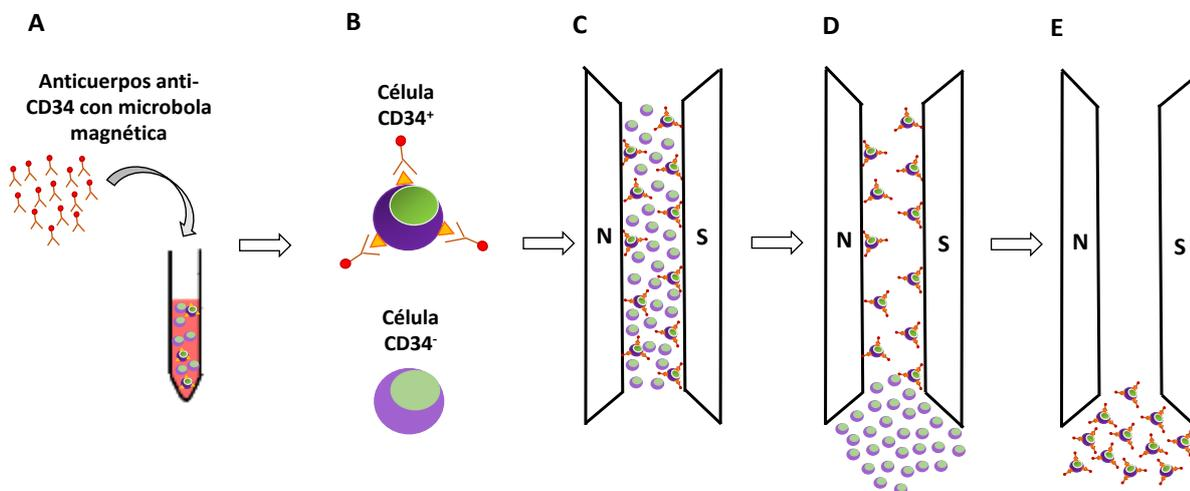 A
Anticuerpos anti-
CD34 con microbola
magnética
B
Célula
CD34⁺
Célula
CD34⁻
C
N
S
D
N
S
E
N
S